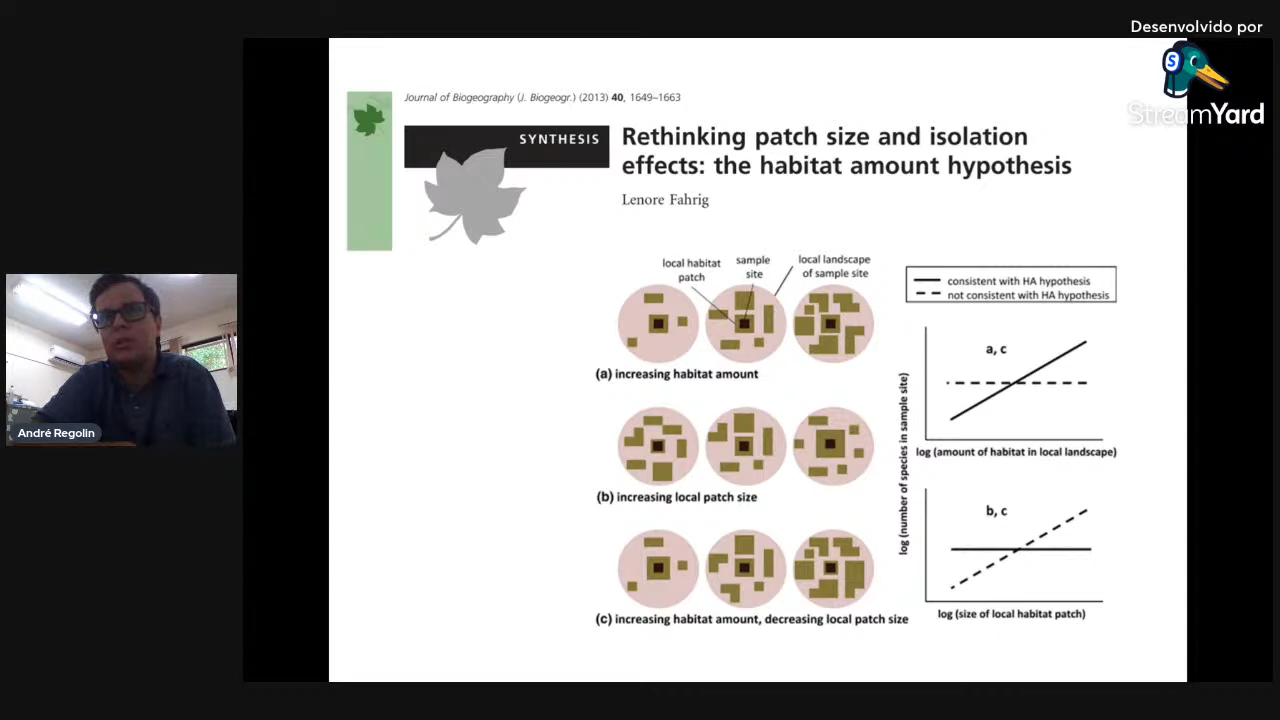 Desenvolvido por
S
StreamYard
Journal of Biogeography (J. Biogeogr.) (2013) 40, 1649–1663
SYNTHESIS
Rethinking patch size and isolation
effects: the habitat amount hypothesis
Lenore Fahrig
local habitat
patch
sample
site
local landscape
of sample site
(a) increasing habitat amount
(b) increasing local patch size
(c) increasing habitat amount, decreasing local patch size
consistent with HA hypothesis
not consistent with HA hypothesis
log (number of species in sample site)
a, c
log (amount of habitat in local landscape)
b, c
log (size of local habitat patch)
André Regolin